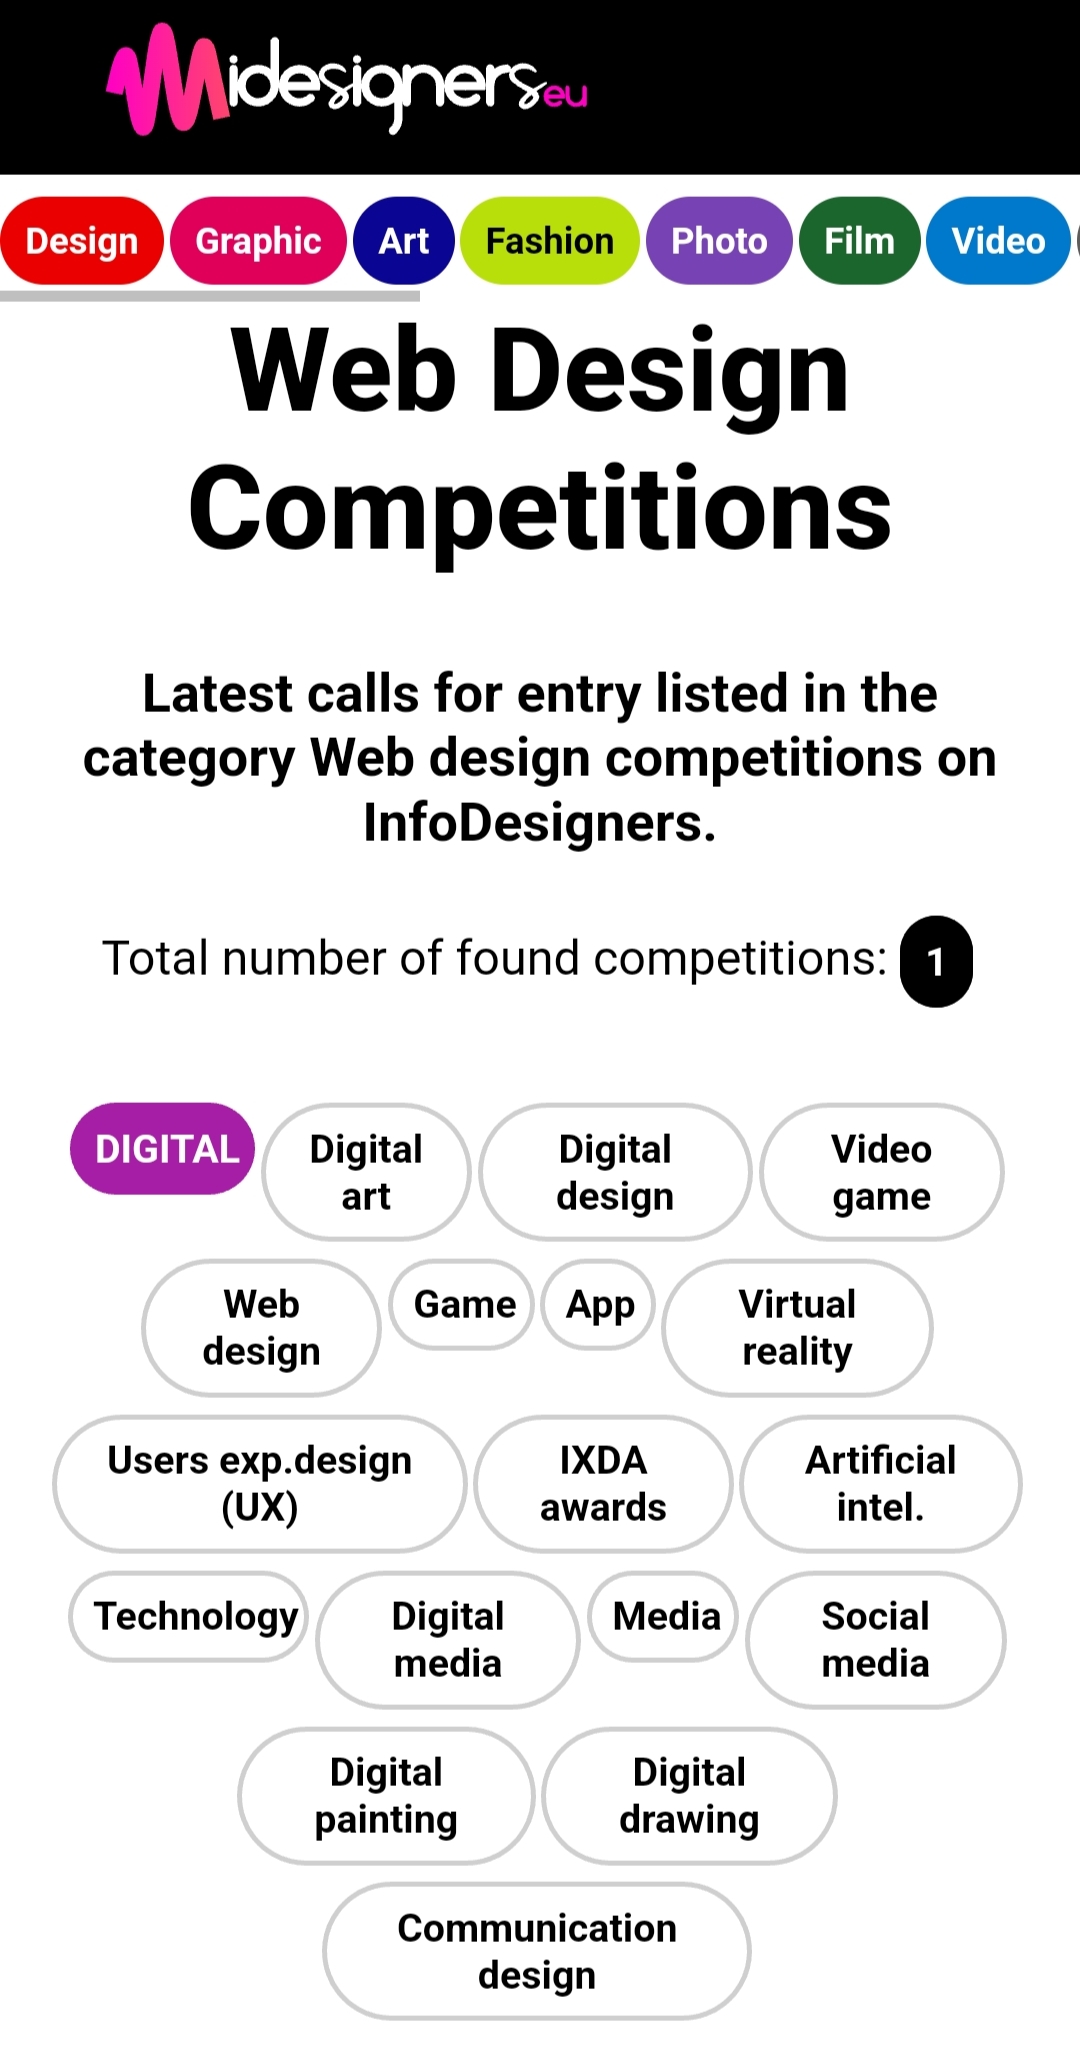 Midesigners eu
Design Graphic Art Fashion Photo Film Video
Web Design
Competitions
Latest calls for entry listed in the
category Web design competitions on
InfoDesigners.
Total number of found competitions: 1
DIGITAL
Digital
art
Digital
design
Video
game
Web
design
Game
App
Virtual
reality
Users exp.design
(UX)
IXDA
awards
Artificial
intel.
Technology
Digital
media
Media
Social
media
Digital
painting
Digital
drawing
Communication
design